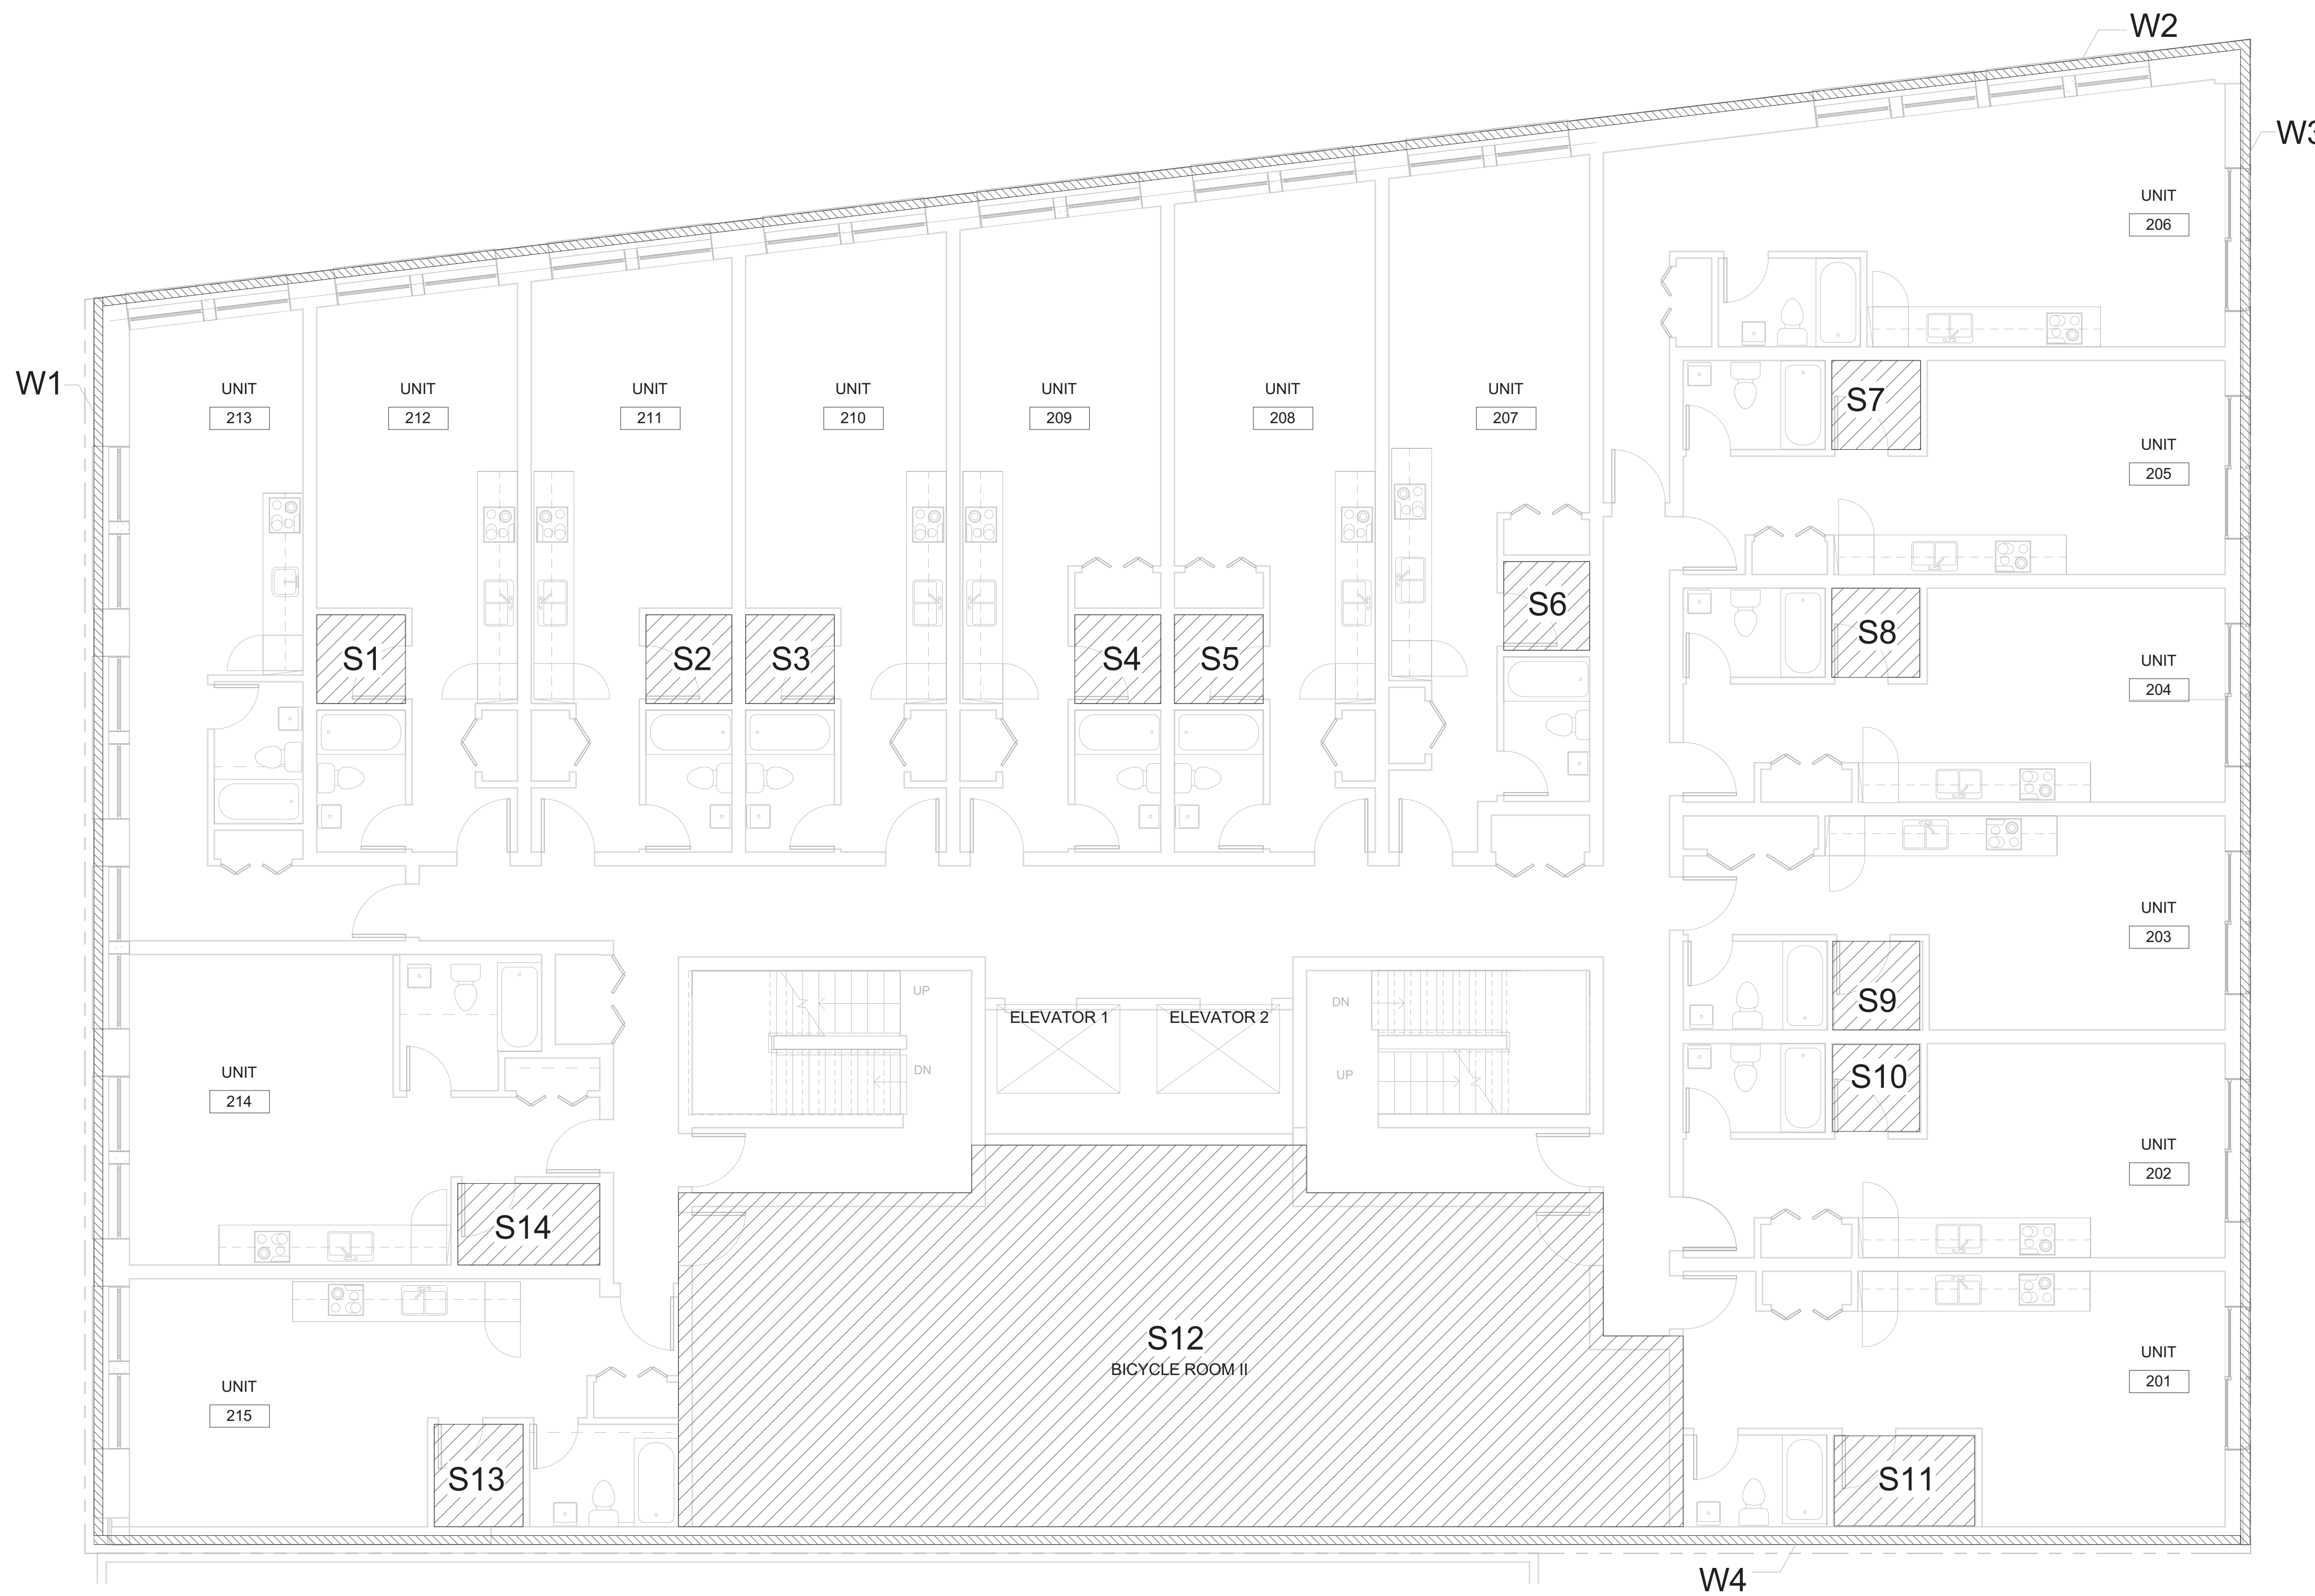 W2
W3
UNIT
206
W1
UNIT
213
UNIT
212
UNIT
211
UNIT
210
UNIT
209
UNIT
208
UNIT
207
S7
UNIT
205
S6
S8
S1
S2
S3
S4
S5
UNIT
204
UNIT
203
S9
UP
DN
ELEVATOR 1
ELEVATOR 2
DN
UP
UNIT
214
S10
UNIT
202
S14
S12
BICYCLE ROOM II
UNIT
201
UNIT
215
S13
S11
W4